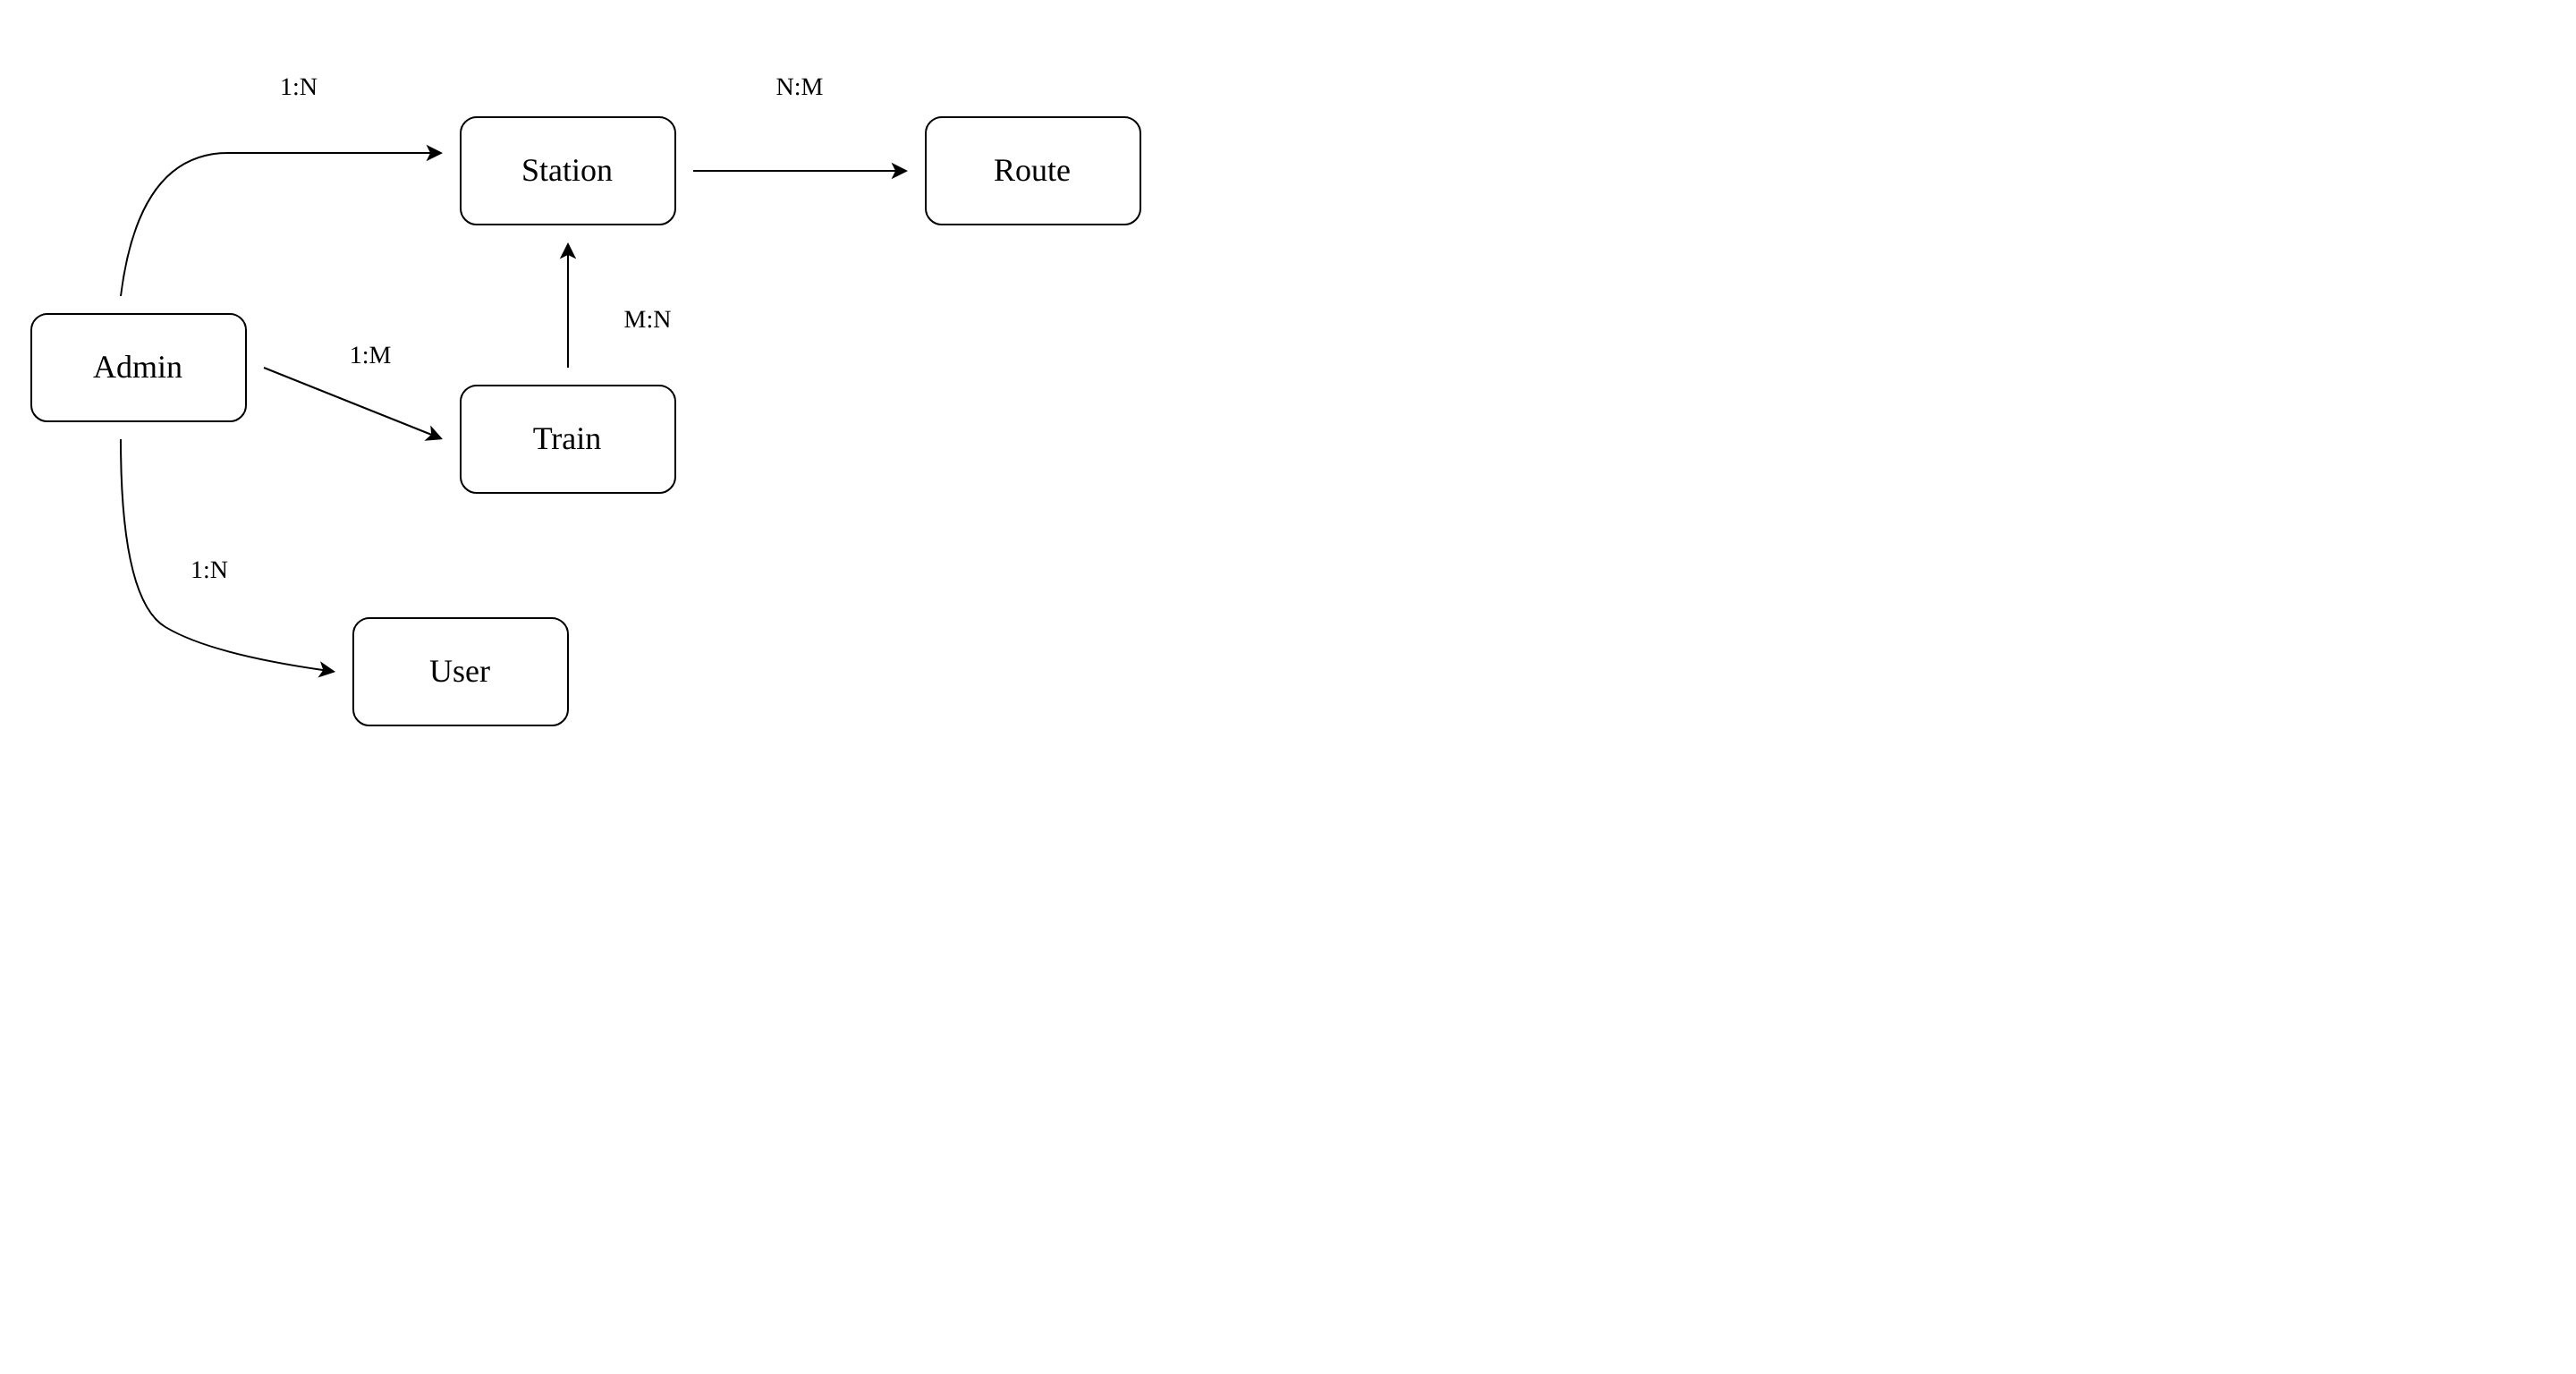 1:N
N:M
Station
Route
M:N
1:M
Admin
Train
1:N
User